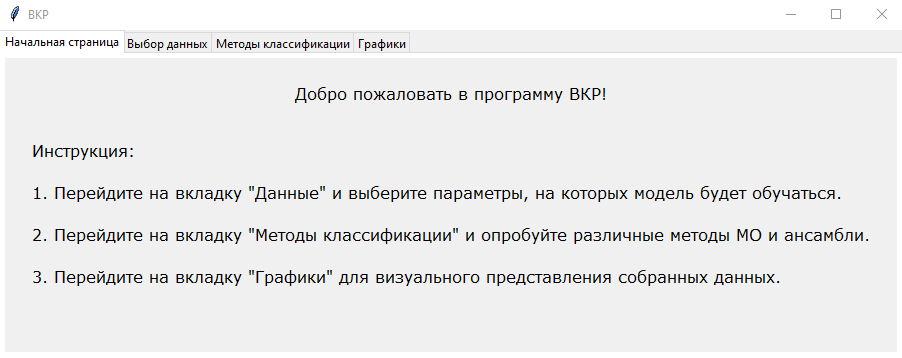 ВКР
Начальная страница Выбор данных Методы классификации Графики
Добро пожаловать в программу ВКР!
Инструкция:
1. Перейдите на вкладку "Данные" и выберите параметры, на которых модель будет обучаться.
2. Перейдите на вкладку "Методы классификации" и опробуйте различные методы МО и ансамбли.
3. Перейдите на вкладку "Графики" для визуального представления собранных данных.